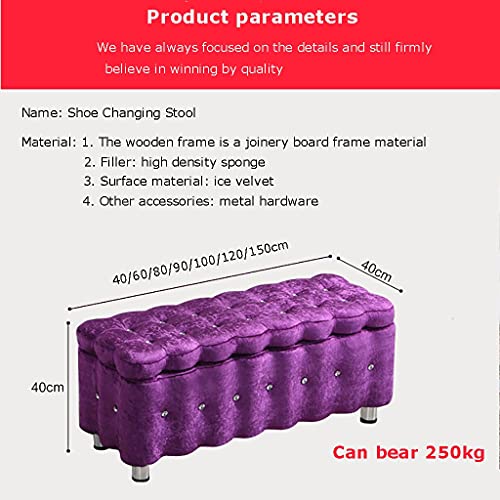 Product parameters
We have always focused on the details and still firmly
believe in winning by quality
Name: Shoe Changing Stool
Material: 1. The wooden frame is a joinery board frame material
2. Filler: high density sponge
3. Surface material: ice velvet
4. Other accessories: metal hardware
40/60/80/90/100/120/150cm
40cm
40cm
Can bear 250kg